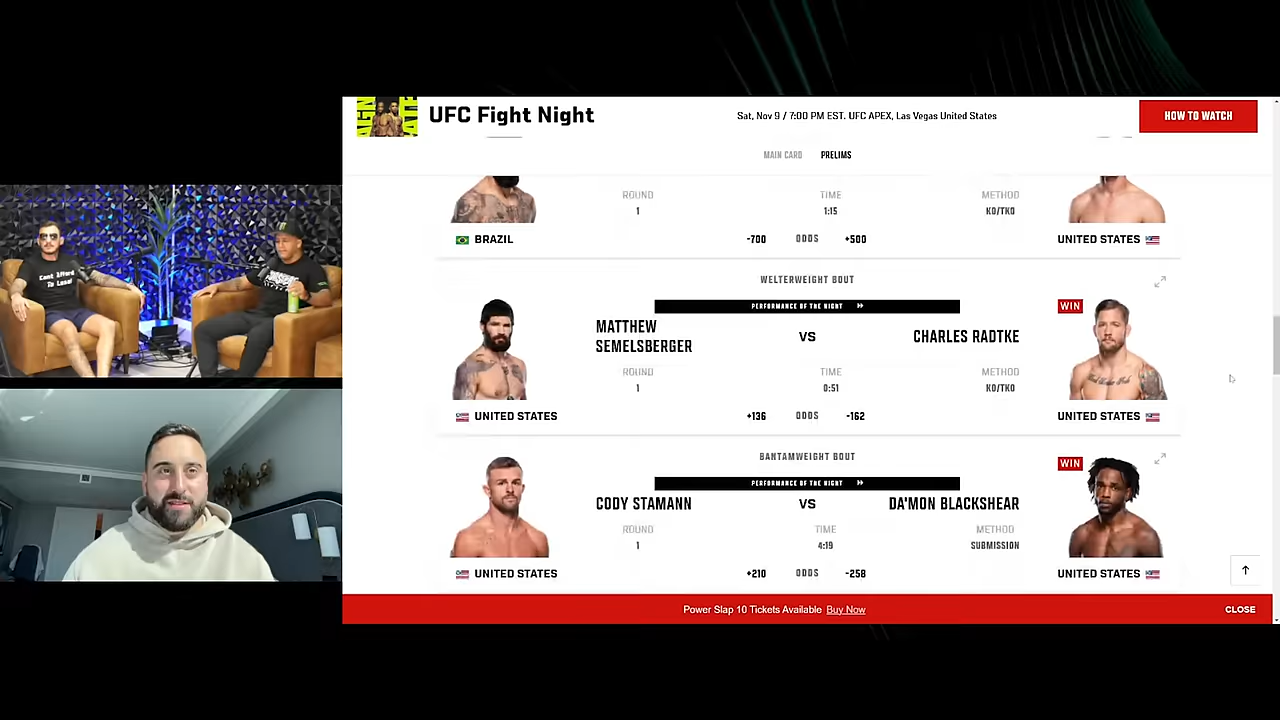 UFC Fight Night
Sat, Nov 9 / 7:00 PM EST. UFC APEX, Las Vegas United States
HOW TO WATCH
MAIN CARD
PRELIMS
ROUND
TIME
METHOD
1
1:15
KO/TKO
BRAZIL
-700
ODDS
+500
UNITED STATES
WELTERWEIGHT BOUT
PERFORMANCE OF THE NIGHT
WIN
MATTHEW
SEMELSBERGER
VS
CHARLES RADTKE
ROUND
TIME
METHOD
1
0:51
KO/TKO
UNITED STATES
+136
ODDS
-162
UNITED STATES
BANTAMWEIGHT BOUT
PERFORMANCE OF THE NIGHT
WIN
CODY STAMANN
VS
DA'MON BLACKSHEAR
ROUND
TIME
METHOD
1
4:19
SUBMISSION
UNITED STATES
+210
ODDS
-258
UNITED STATES
Power Slap 10 Tickets Available Buy Now
CLOSE
Cant Afford
To Lose!